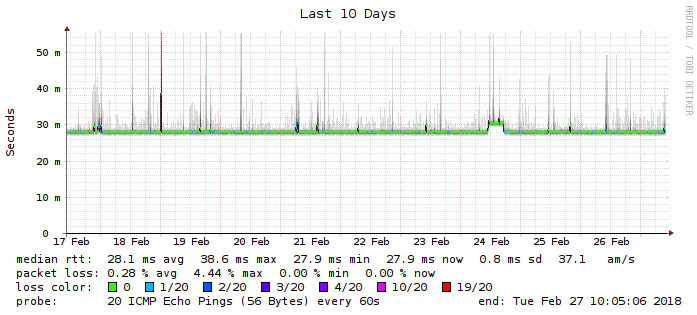 Last 10 Days
RRDTOOL / TOBI OETIKER
Seconds
50 m
40 m
30 m
20 m
10 m
0
17 Feb 18 Feb 19 Feb 20 Feb 21 Feb 22 Feb 23 Feb 24 Feb 25 Feb 26 Feb
median rtt: 28.1 ms avg 38.6 ms max 27.9 ms min 27.9 ms now 0.8 ms sd 37.1 am/s
packet loss: 0.28 % avg 4.44 % max 0.00 % min 0.00 % now
loss color: 0 1/20 2/20 3/20 4/20 10/20 19/20
probe: 20 ICMP Echo Pings (56 Bytes) every 60s end: Tue Feb 27 10:05:06 2018